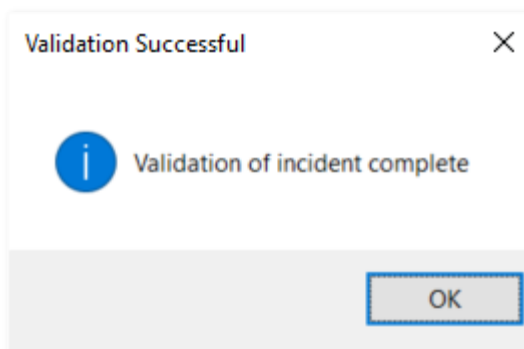 Validation Successful
Validation of incident complete
OK